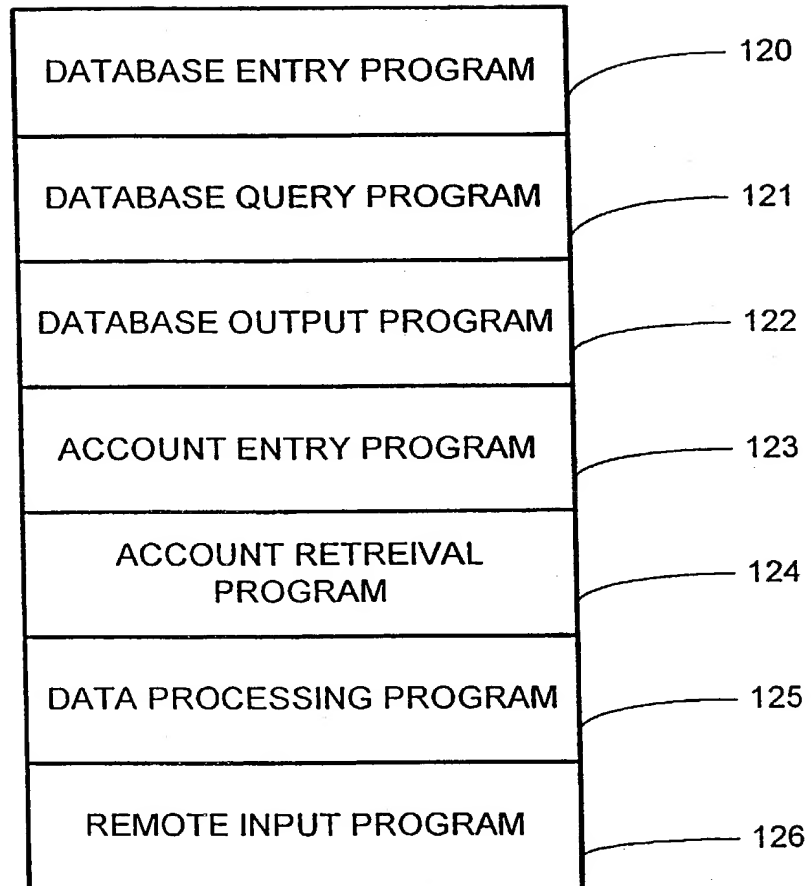 DATABASE ENTRY PROGRAM
120
DATABASE QUERY PROGRAM
121
DATABASE OUTPUT PROGRAM
122
ACCOUNT ENTRY PROGRAM
123
ACCOUNT RETREIVAL
PROGRAM
124
DATA PROCESSING PROGRAM
125
REMOTE INPUT PROGRAM
126